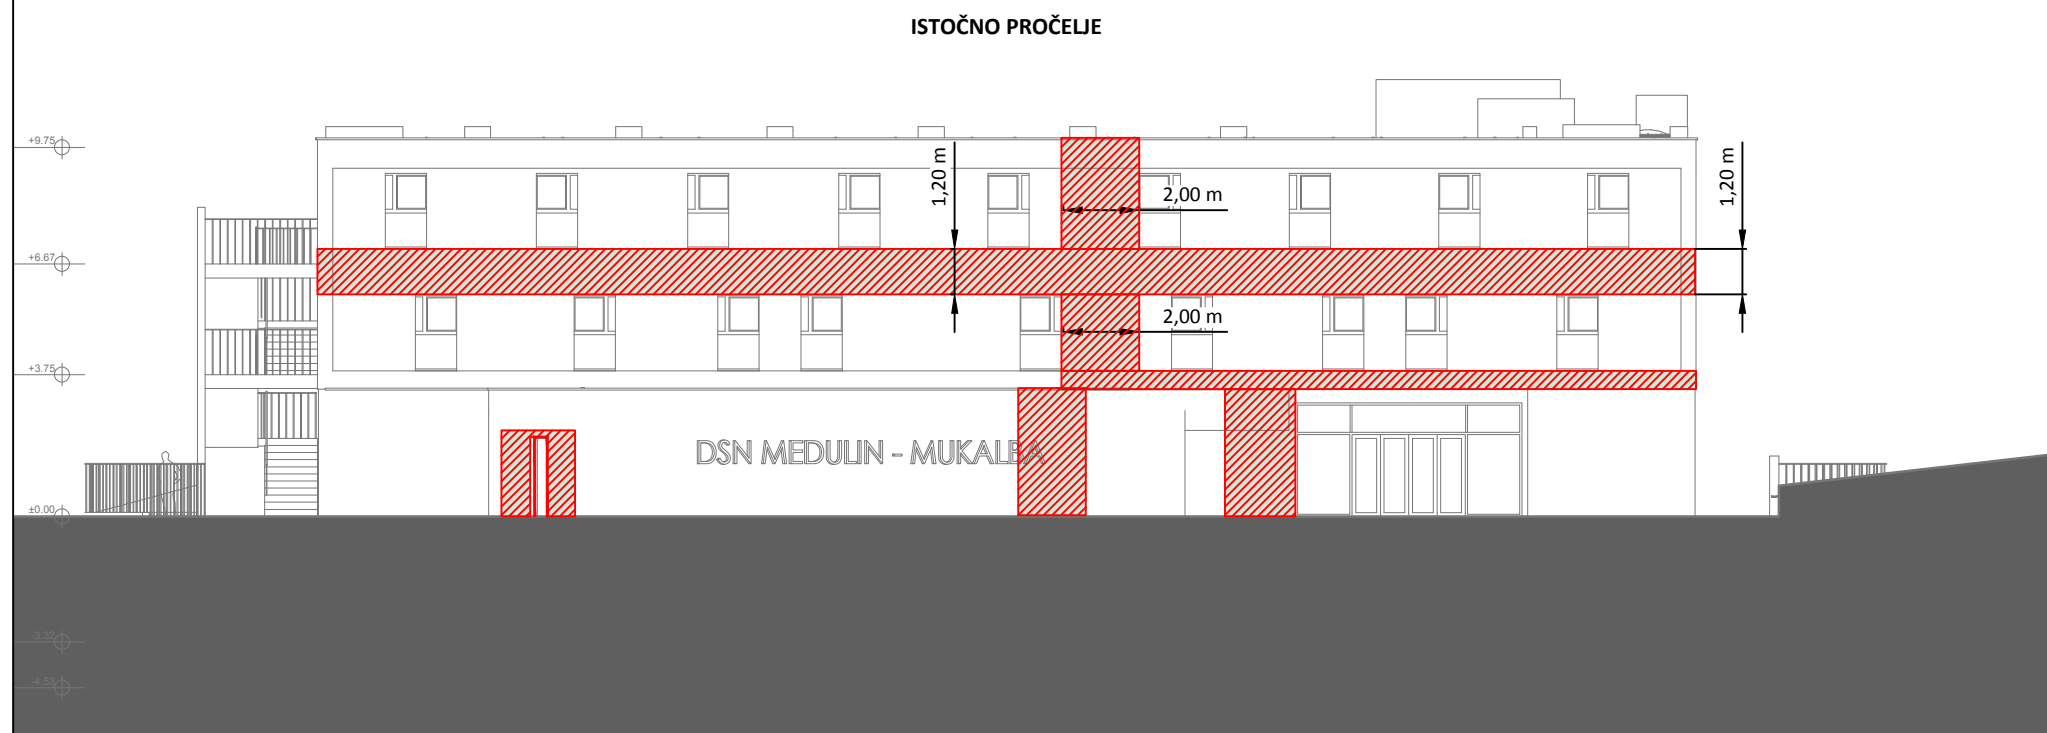 ISTOČNO PROČELJE
+9.75
1,20 m
1,20 m
2,00 m
+6.67
2,00 m
+3.75
DSN MEDULIN - MUKALBA
±0.00
-3.32
-4.53